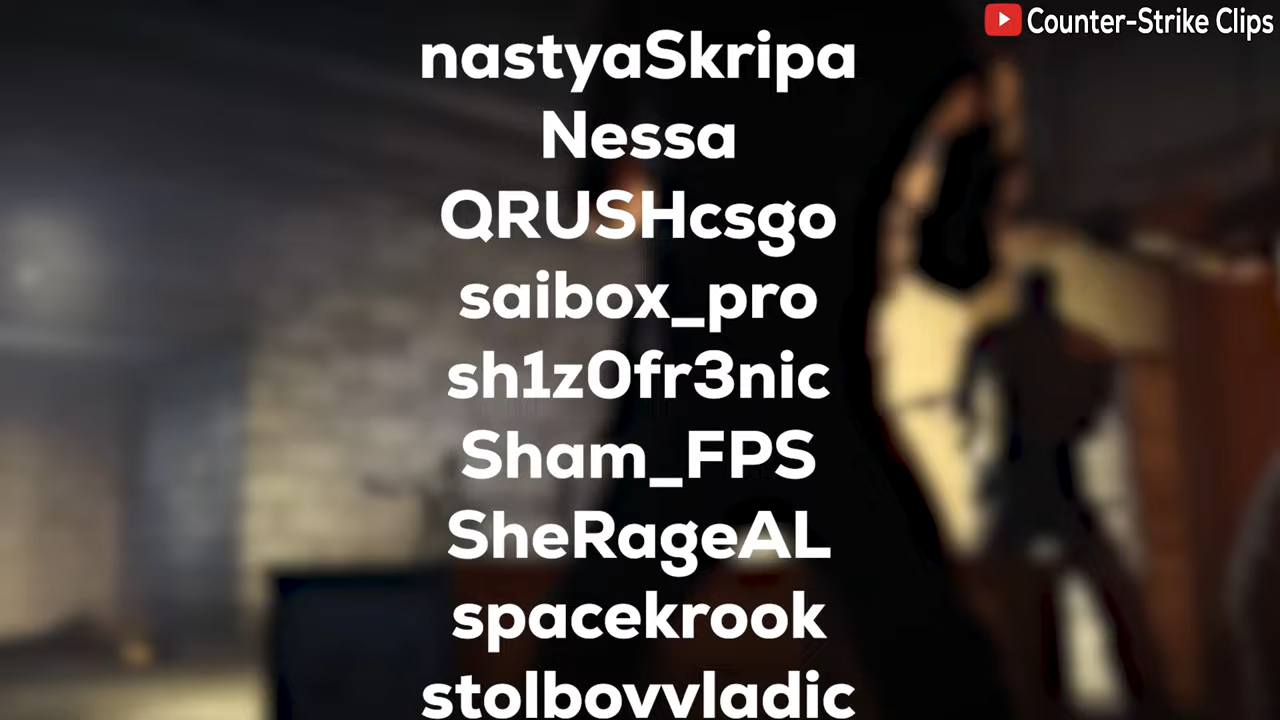 Counter-Strike Clips
nastyaSkripa
Nessa
QRUSHcsgo
saibox_pro
sh1z0fr3nic
Sham_FPS
SheRageAL
spacekrook
stolbovvladic